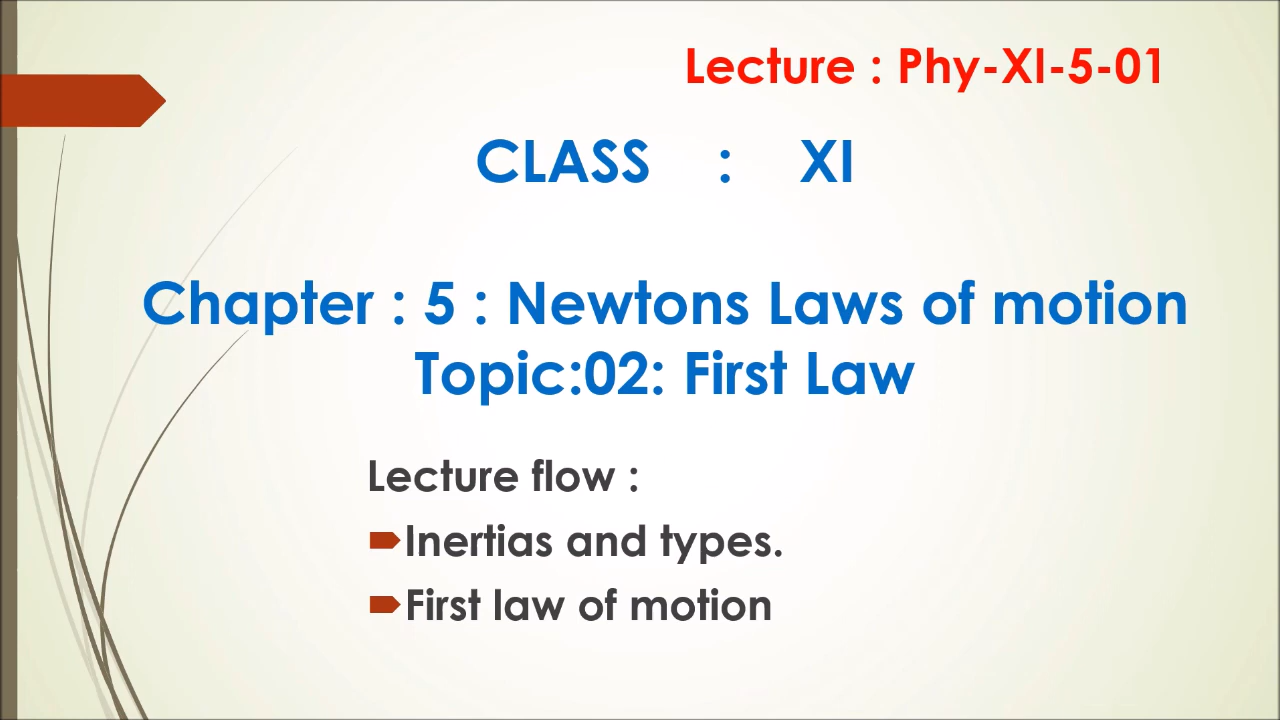 Lecture : Phy-XI-5-01
CLASS : XI
Chapter : 5 : Newtons Laws of motion
Topic:02: First Law
Lecture flow :
Inertias and types.
First law of motion